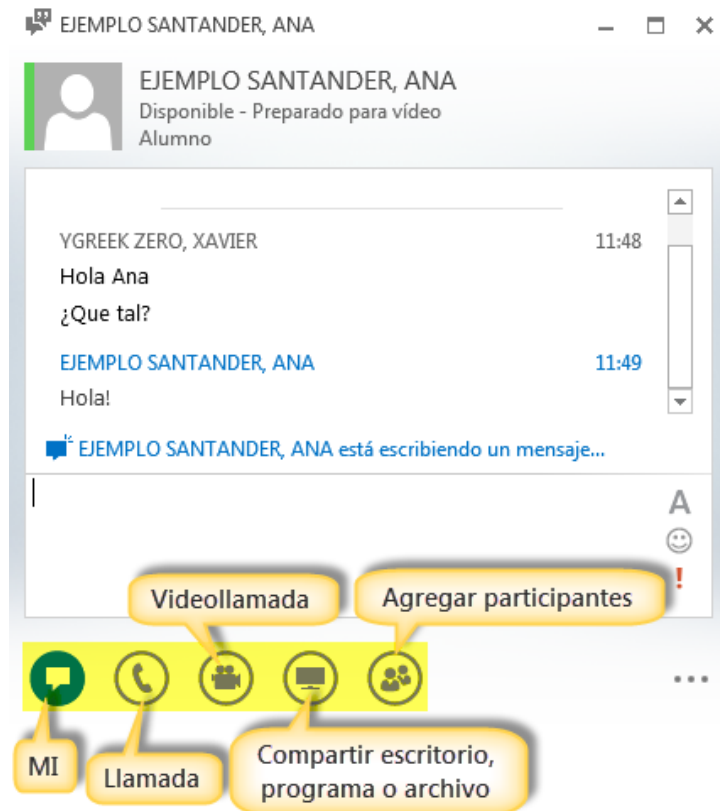 EJEMPLO SANTANDER, ANA
EJEMPLO SANTANDER, ANA
Disponible - Preparado para vídeo
Alumno
YGREEK ZERO, XAVIER 11:48
Hola Ana
¿Que tal?
EJEMPLO SANTANDER, ANA 11:49
Hola!
EJEMPLO SANTANDER, ANA está escribiendo un mensaje...
A
!
Videollamada
Agregar participantes
MI
Llamada
Compartir escritorio,
programa o archivo